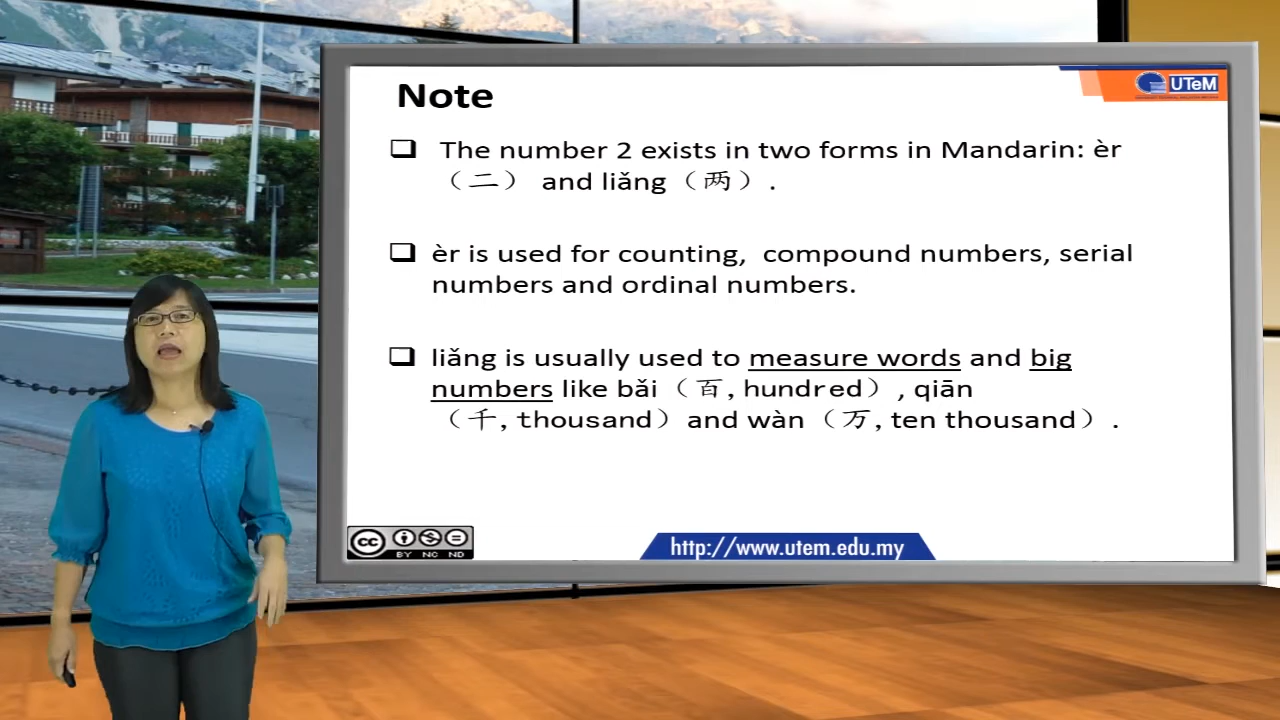 Note
UTeM
The number 2 exists in two forms in Mandarin: èr
（二） and liǎng（两）.
èr is used for counting, compound numbers, serial
numbers and ordinal numbers.
liǎng is usually used to measure words and big
numbers like bǎi（百, hundred）, qiān
（千, thousand）and wàn（万, ten thousand）.
cc BY NC ND
http://www.utem.edu.my